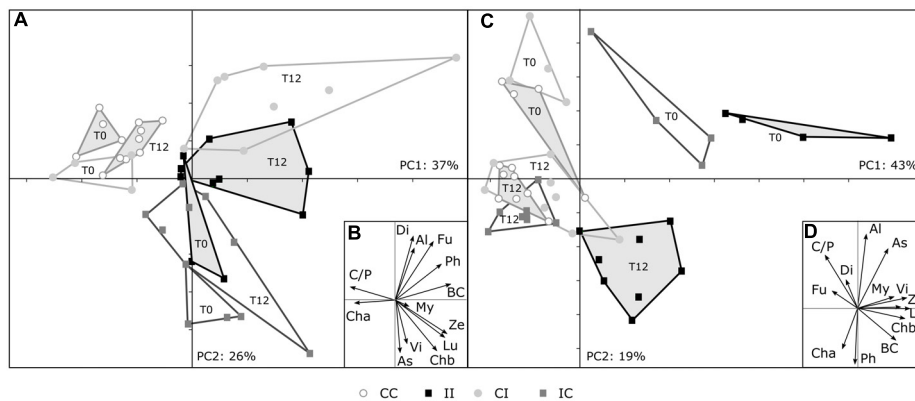 A
T12
T0
T12
T0
T12
PC1: 37%
T0
T0
T12
PC2: 26%
B
Di
Al
Fu
Ph
C/P
BC
My
Cha
Ze
Vi
Lu
As
Chb
C
T0
T0
T0
T0
PC1: 43%
T12
T12
T12
PC2: 19%
D
Al
As
C/P
Di
Fu
My
Vi
Chb
BC
Cha
Ph
CC II CI IC